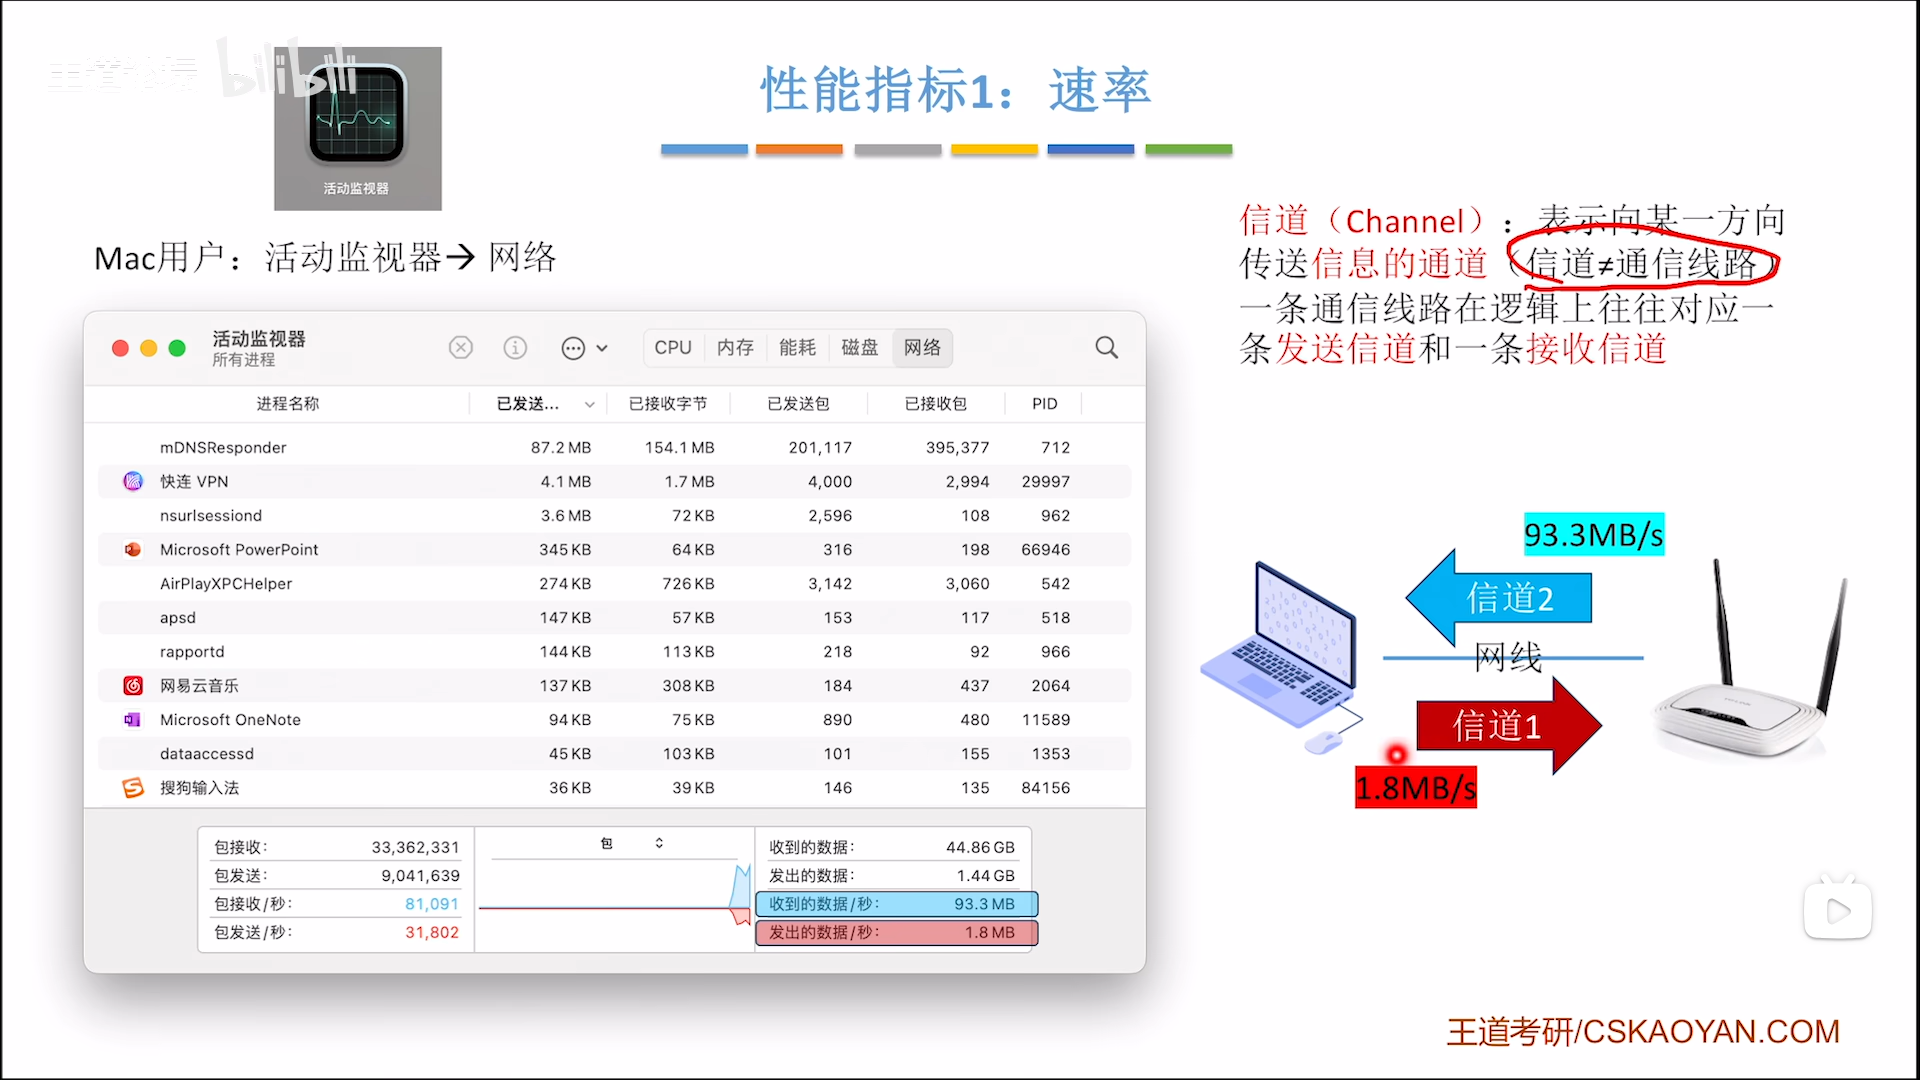 王道论坛 bilibili
活动监视器
性能指标1：速率
Mac用户：活动监视器→ 网络
信道（Channel）：表示向某一方向
传送信息的通道（信道≠通信线路）
一条通信线路在逻辑上往往对应一
条发送信道和一条接收信道
活动监视器
所有进程
CPU 内存 能耗 磁盘 网络
进程名称 已发送... 已接收字节 已发送包 已接收包 PID
mDNSResponder 87.2 MB 154.1 MB 201,117 395,377 712
快连 VPN 4.1 MB 1.7 MB 4,000 2,994 29997
nsurlsessiond 3.6 MB 72 KB 2,596 108 962
Microsoft PowerPoint 345 KB 64 KB 316 198 66946
AirPlayXPCHelper 274 KB 726 KB 3,142 3,060 542
apsd 147 KB 57 KB 153 117 518
rapportd 144 KB 113 KB 218 92 966
网易云音乐 137 KB 308 KB 184 437 2064
Microsoft OneNote 94 KB 75 KB 890 480 11589
dataaccessd 45 KB 103 KB 101 155 1353
搜狗输入法 36 KB 39 KB 146 135 84156
包接收： 33,362,331
包发送： 9,041,639
包接收/秒： 81,091
包发送/秒： 31,802
包
收到的数据： 44.86 GB
发出的数据： 1.44 GB
收到的数据/秒： 93.3 MB
发出的数据/秒： 1.8 MB
93.3MB/s
信道2
网线
信道1
1.8MB/s
王道考研/CSKAOYAN.COM